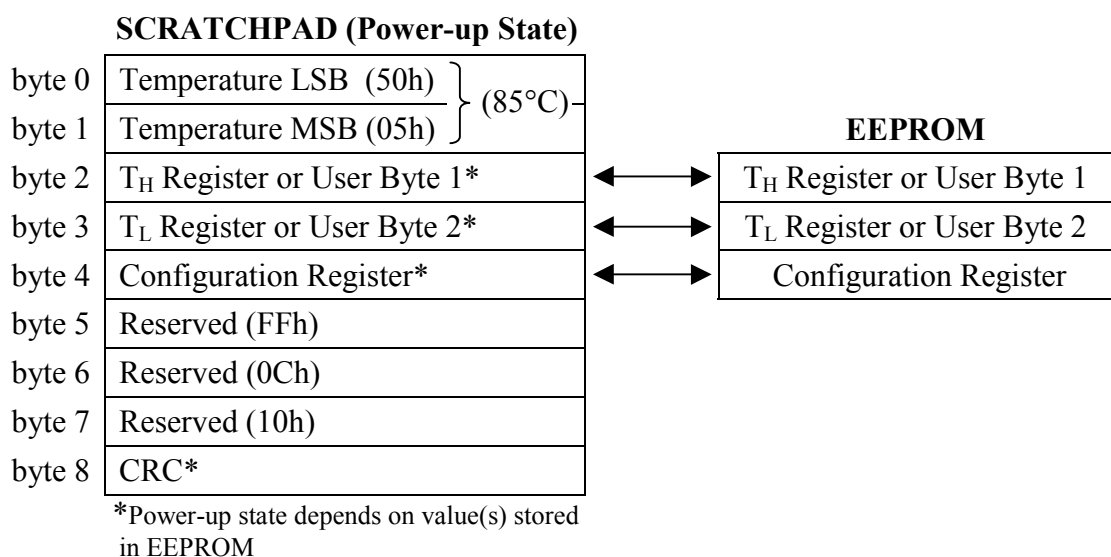 SCRATCHPAD (Power-up State)
byte 0 Temperature LSB (50h)
(85°C)
byte 1 Temperature MSB (05h)
EEPROM
byte 2 TH Register or User Byte 1* TH Register or User Byte 1
byte 3 TL Register or User Byte 2* TL Register or User Byte 2
byte 4 Configuration Register* Configuration Register
byte 5 Reserved (FFh)
byte 6 Reserved (0Ch)
byte 7 Reserved (10h)
byte 8 CRC*
*Power-up state depends on value(s) stored
in EEPROM